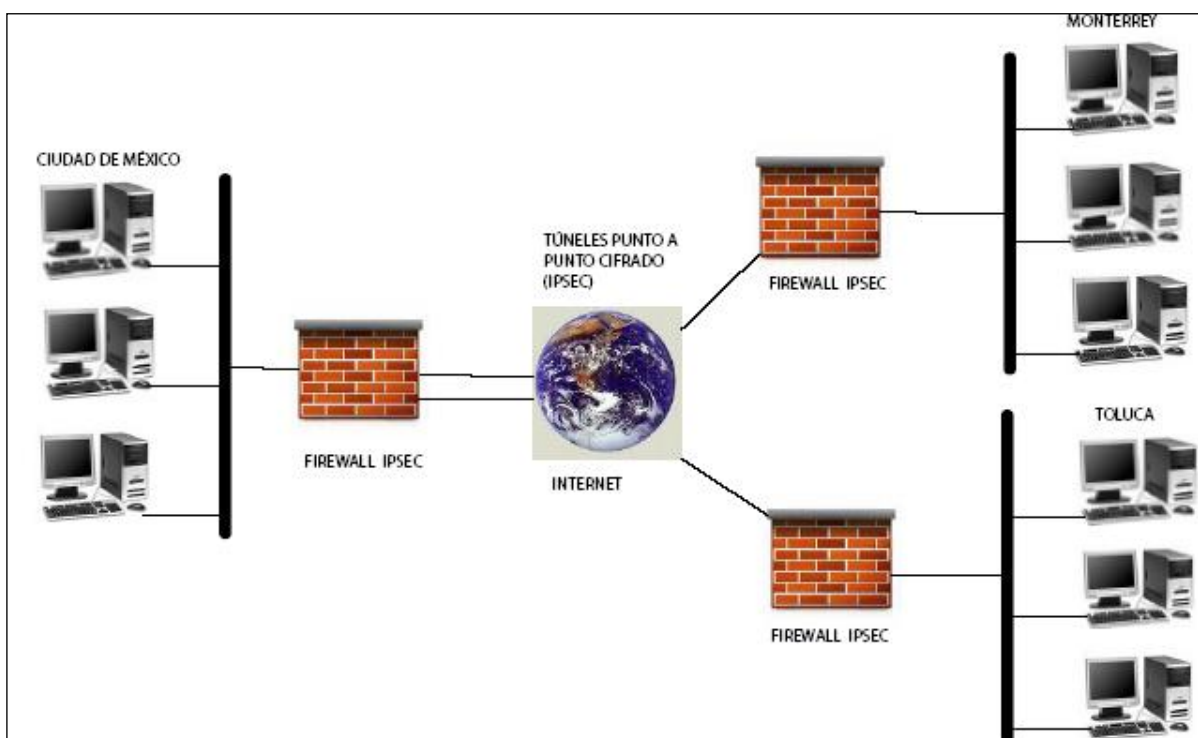 MONTERREY
CIUDAD DE MÉXICO
TÚNELES PUNTO A
PUNTO CIFRADO
(IPSEC)
FIREWALL IPSEC
FIREWALL IPSEC
INTERNET
TOLUCA
FIREWALL IPSEC